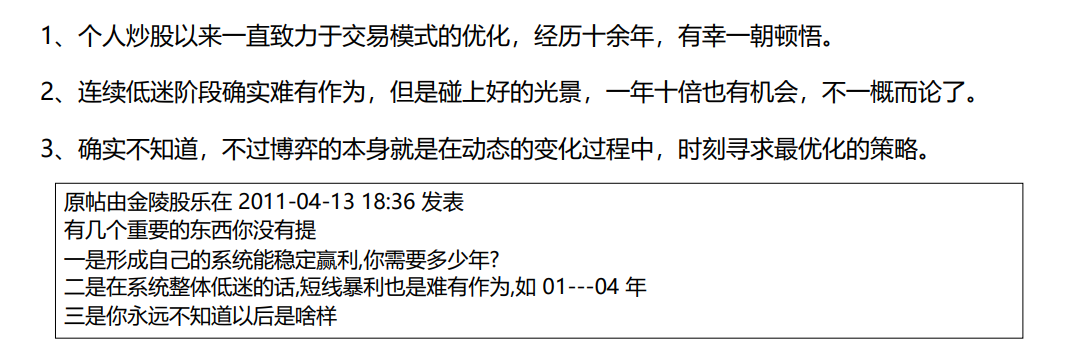 1、个人炒股以来一直致力于交易模式的优化，经历十余年，有幸一朝顿悟。
2、连续低迷阶段确实难有作为，但是碰上好的光景，一年十倍也有机会，不一概而论了。
3、确实不知道，不过博弈的本身就是在动态的变化过程中，时刻寻求最优化的策略。
原帖由金陵股乐在 2011-04-13 18:36 发表
有几个重要的东西你没有提
一是形成自己的系统能稳定赢利,你需要多少年?
二是在系统整体低迷的话,短线暴利也是难有作为,如 01---04 年
三是你永远不知道以后是啥样